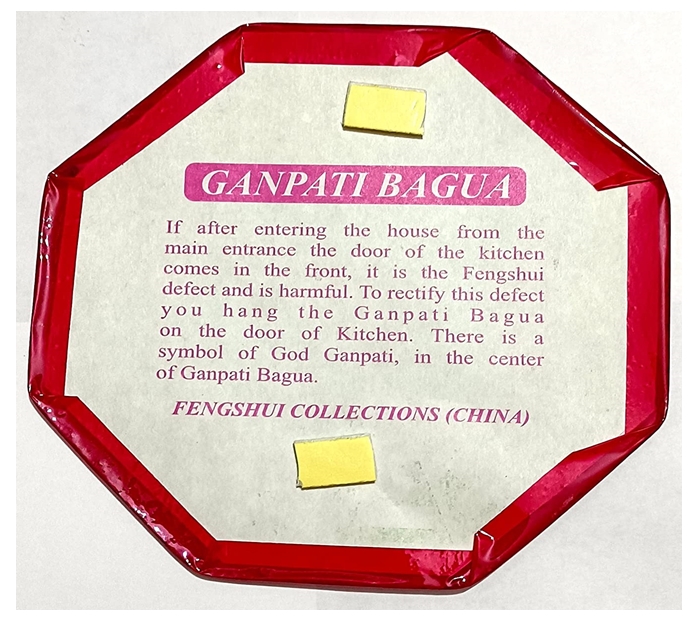 GANPATI BAGUA
If after entering the house from the
main entrance the door of the kitchen
comes in the front, it is the Fengshui
defect and is harmful. To rectify this defect
you hang the Ganpati Bagua
on the door of Kitchen. There is a
symbol of God Ganpati, in the center
of Ganpati Bagua.
FENGSHUI COLLECTIONS (CHINA)